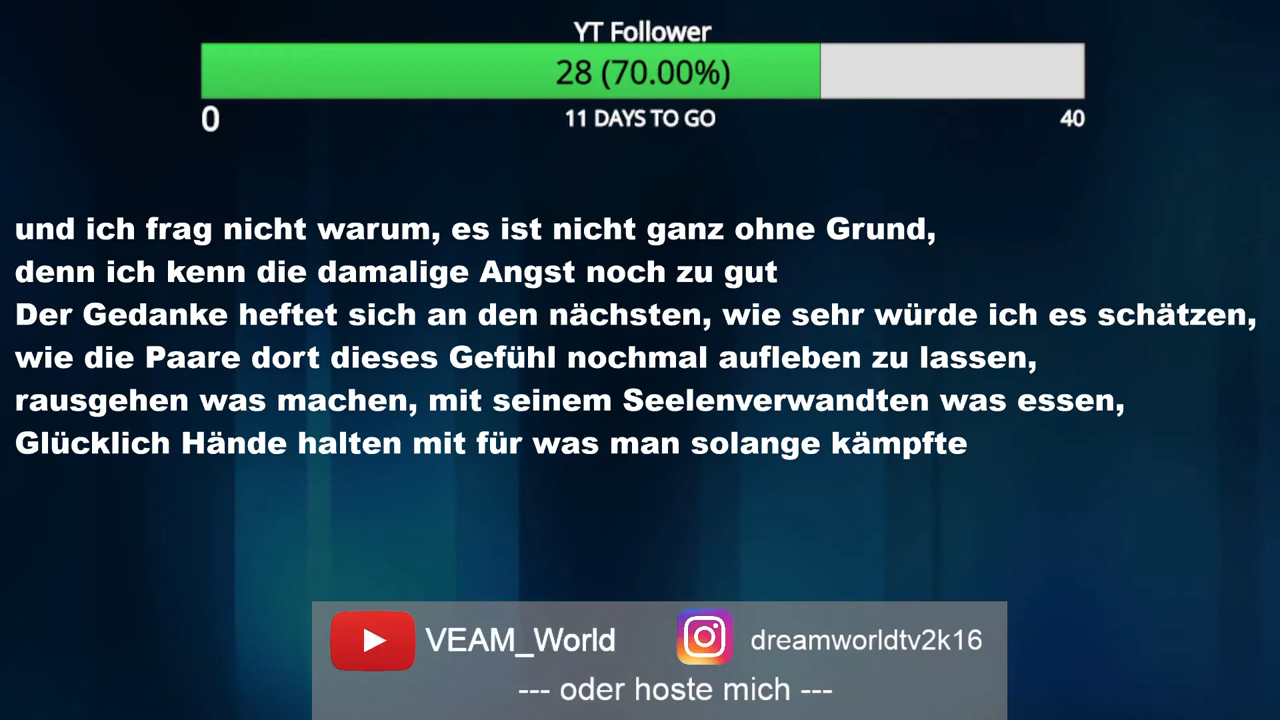 YT Follower
28 (70.00%)
0 11 DAYS TO GO 40
und ich frag nicht warum, es ist nicht ganz ohne Grund,
denn ich kenn die damalige Angst noch zu gut
Der Gedanke heftet sich an den nächsten, wie sehr würde ich es schätzen,
wie die Paare dort dieses Gefühl nochmal aufleben zu lassen,
rausgehen was machen, mit seinem Seelenverwandten was essen,
Glücklich Hände halten mit für was man solange kämpfte
VEAM_World dreamworldtv2k16
--- oder hoste mich ---